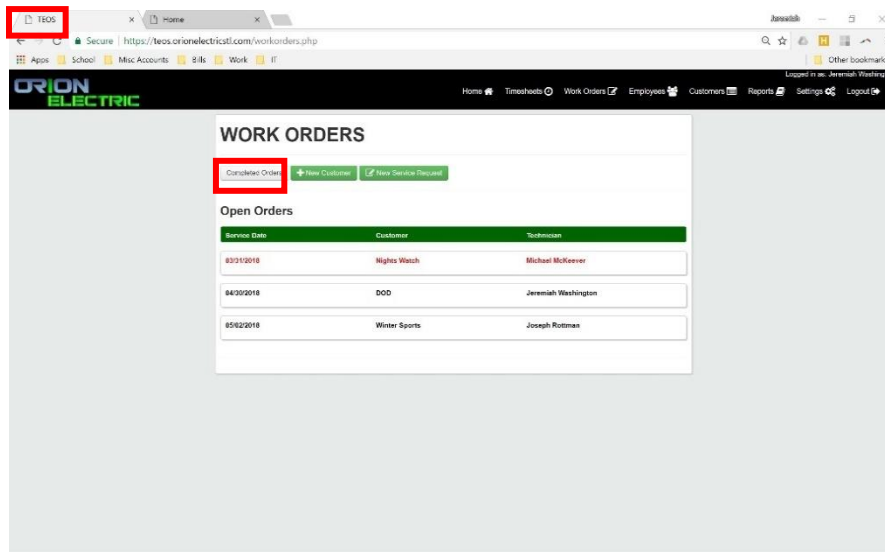 TEOS
Home
Jeremiah
Secure https://teos.orionelectricstl.com/workorders.php
Apps School Misc Accounts Bills Work IT Other bookmark
Logged in as: Jeremiah Washing
ORION
ELECTRIC
Home Timesheets Work Orders Employees Customers Reports Settings Logout
WORK ORDERS
Completed Orders New Customer New Service Request
Open Orders
Service Date Customer Technician
03/31/2018 Nights Watch Michael McKeever
04/30/2018 DOD Jeremiah Washington
05/02/2018 Winter Sports Joseph Rottman